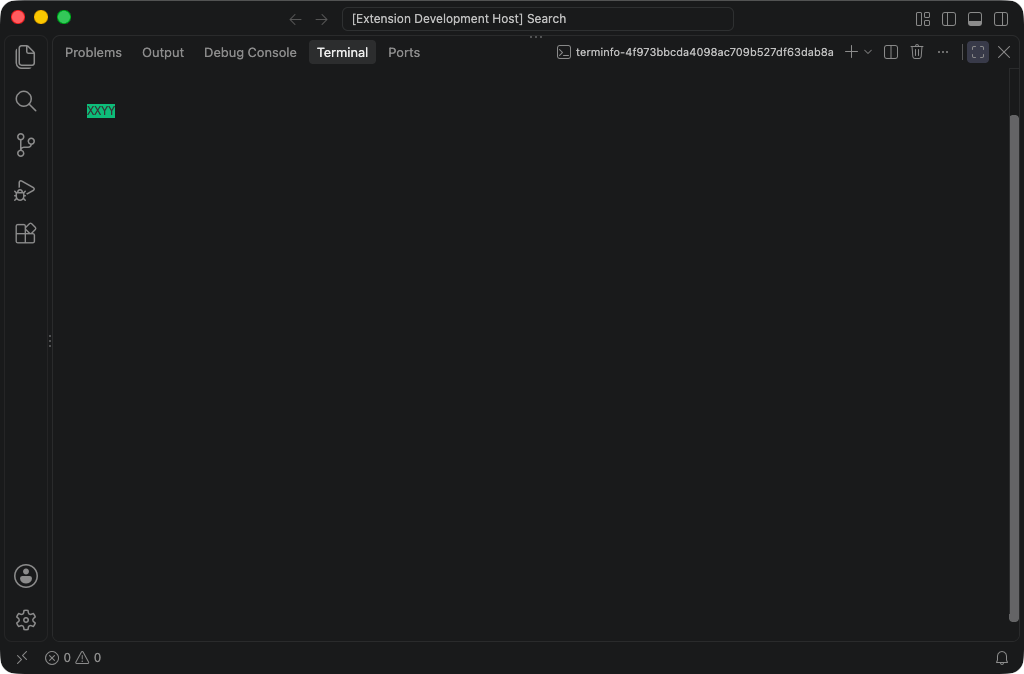 [Extension Development Host] Search
Problems Output Debug Console Terminal Ports terminfo-4f973bbcda4098ac709b527df63dab8a
XXYY
0 0